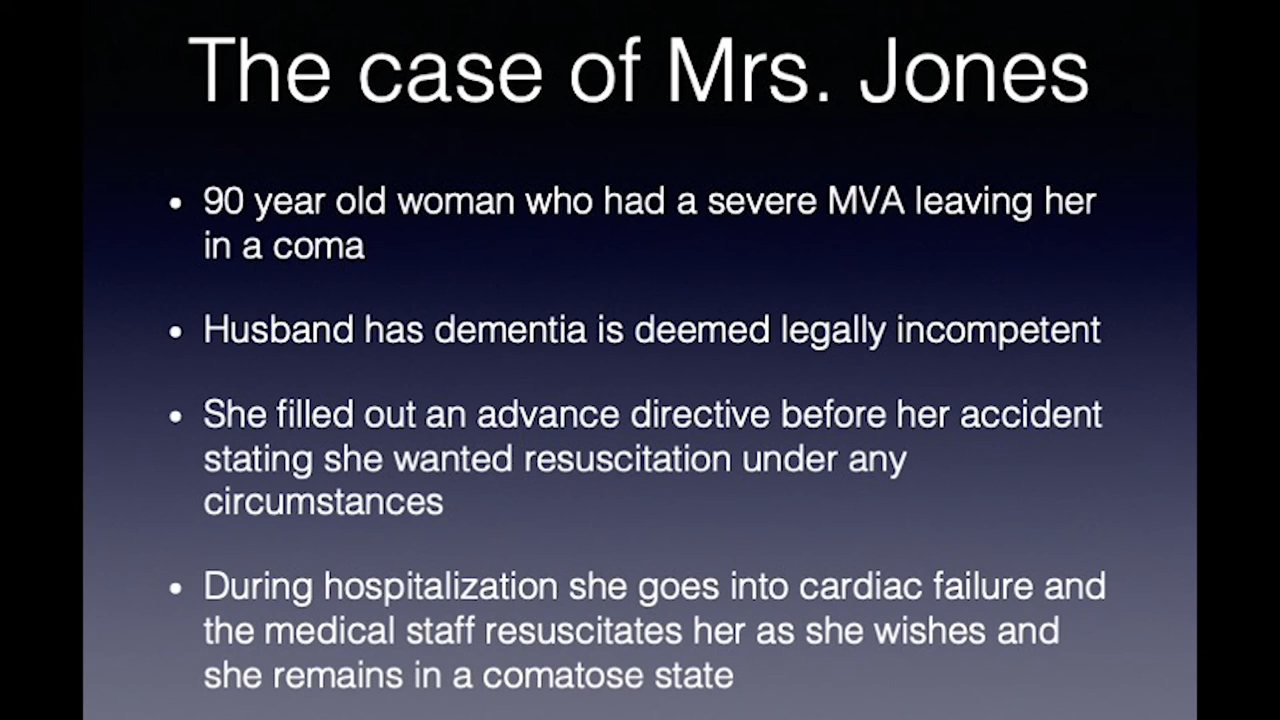 The case of Mrs. Jones
• 90 year old woman who had a severe MVA leaving her
in a coma
• Husband has dementia is deemed legally incompetent
• She filled out an advance directive before her accident
stating she wanted resuscitation under any
circumstances
• During hospitalization she goes into cardiac failure and
the medical staff resuscitates her as she wishes and
she remains in a comatose state